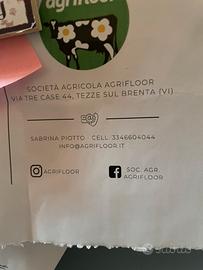 agrifloor
SOCIETÀ AGRICOLA AGRIFLOOR
VIA TRE CASE 44, TEZZE SUL BRENTA (VI)
SABRINA PIOTTO - CELL. 3346604044
INFO@AGRIFLOOR.IT
AGRIFLOOR
SOC. AGR.
AGRIFLOOR
subito